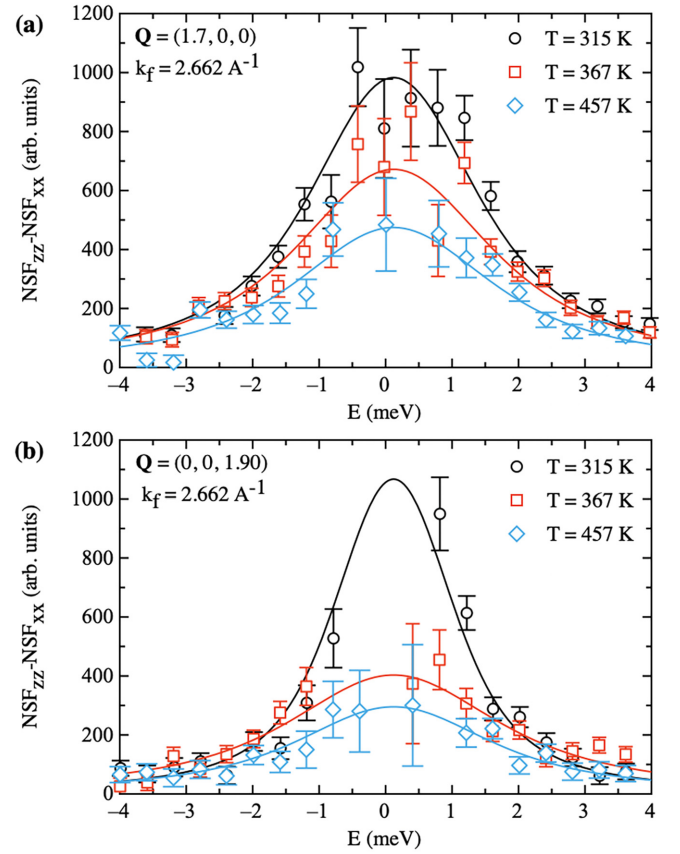 (a)
1200
1000
800
600
400
200
0
NSF_ZZ-NSF_XX (arb. units)
Q = (1.7, 0, 0)
k_f = 2.662 A^-1
T = 315 K
T = 367 K
T = 457 K
−4 −3 −2 −1 0 1 2 3 4
E (meV)
(b)
1200
1000
800
600
400
200
0
NSF_ZZ-NSF_XX (arb. units)
Q = (0, 0, 1.90)
k_f = 2.662 A^-1
T = 315 K
T = 367 K
T = 457 K
−4 −3 −2 −1 0 1 2 3 4
E (meV)